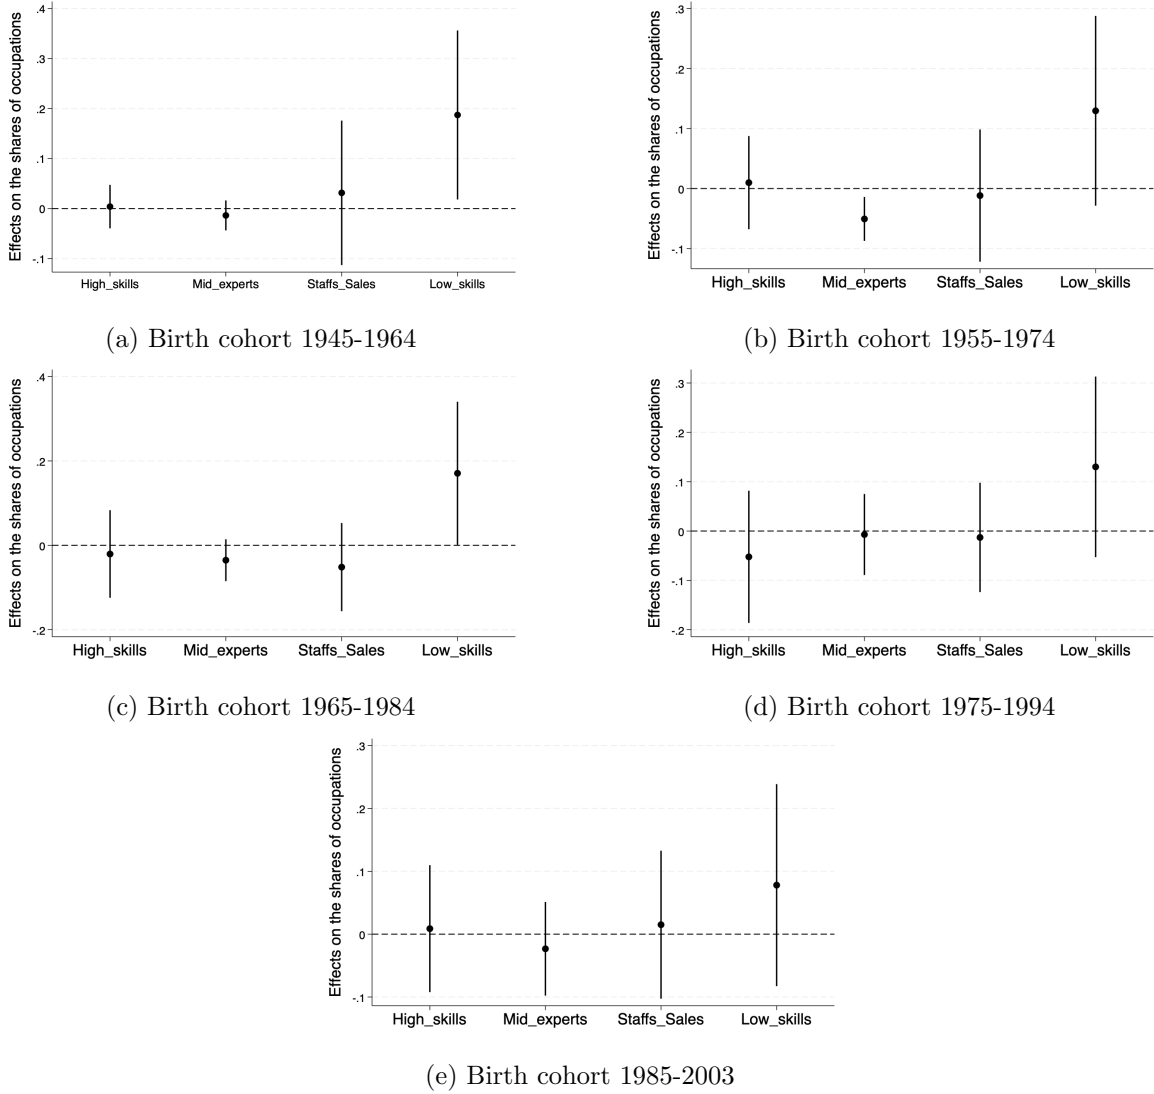 Effects on the shares of occupations
.4
.3
.2
.1
0
-.1
High_skills Mid_experts Staffs_Sales Low_skills
(a) Birth cohort 1945-1964
Effects on the shares of occupations
.3
.2
.1
0
-.1
High_skills Mid_experts Staffs_Sales Low_skills
(b) Birth cohort 1955-1974
Effects on the shares of occupations
.4
.2
0
-.2
High_skills Mid_experts Staffs_Sales Low_skills
(c) Birth cohort 1965-1984
Effects on the shares of occupations
.3
.2
.1
0
-.1
-.2
High_skills Mid_experts Staffs_Sales Low_skills
(d) Birth cohort 1975-1994
Effects on the shares of occupations
.3
.2
.1
0
-.1
High_skills Mid_experts Staffs_Sales Low_skills
(e) Birth cohort 1985-2003